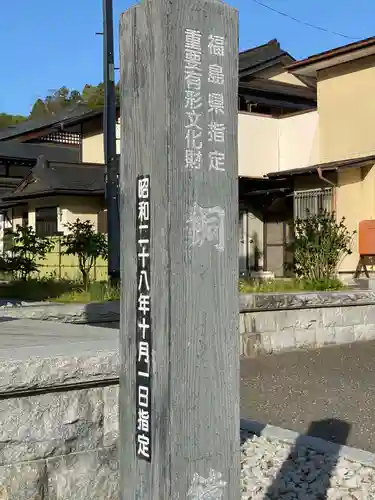 福島県指定
重要有形文化財
銅
昭和二十八年十月一日指定